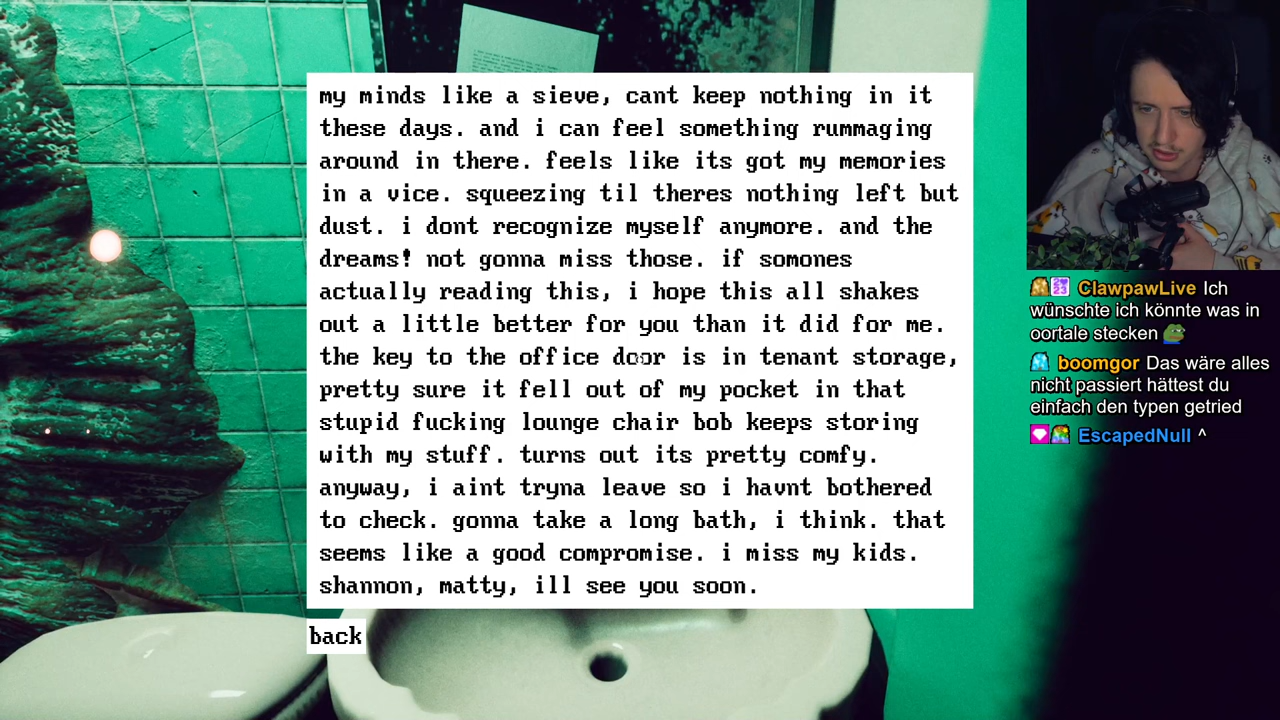 my minds like a sieve, cant keep nothing in it
these days. and i can feel something rummaging
around in there. feels like its got my memories
in a vice. squeezing til theres nothing left but
dust. i dont recognize myself anymore. and the
dreams! not gonna miss those. if somones
actually reading this, i hope this all shakes
out a little better for you than it did for me.
the key to the office door is in tenant storage,
pretty sure it fell out of my pocket in that
stupid fucking lounge chair bob keeps storing
with my stuff. turns out its pretty comfy.
anyway, i aint tryna leave so i havnt bothered
to check. gonna take a long bath, i think. that
seems like a good compromise. i miss my kids.
shannon, matty, ill see you soon.
back
ClawpawLive Ich
wünschte ich könnte was in
oortale stecken
boomgor Das wäre alles
nicht passiert hättest du
einfach den typen getried
EscapedNull ^